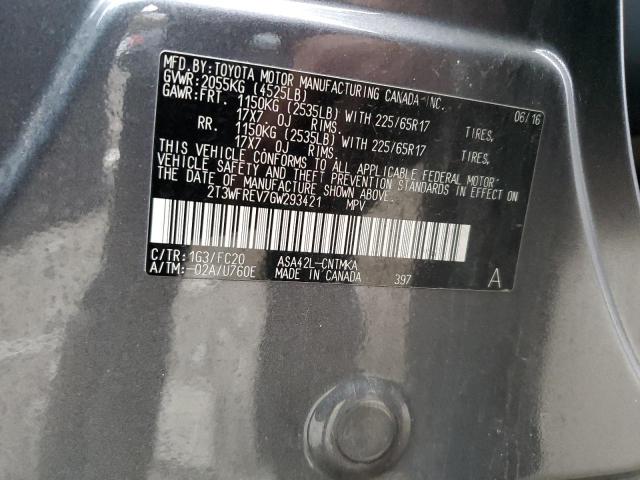 MFD. BY: TOYOTA MOTOR MANUFACTURING CANADA INC.
GVWR: 2055KG (4525LB) 06/16
GAWR: FRT. 1150KG (2535LB) WITH 225/65R17 TIRES,
17X7 0J RIMS.
RR. 1150KG (2535LB) WITH 225/65R17 TIRES,
17X7 0J RIMS.
THIS VEHICLE CONFORMS TO ALL APPLICABLE FEDERAL MOTOR
VEHICLE SAFETY AND THEFT PREVENTION STANDARDS IN EFFECT ON
THE DATE OF MANUFACTURE SHOWN ABOVE.
2T3WFREV7GW293421 MPV
C/TR: 1G3/FC20 ASA42L-CNTMKA
A/TM: -02A/U760E MADE IN CANADA 397 A